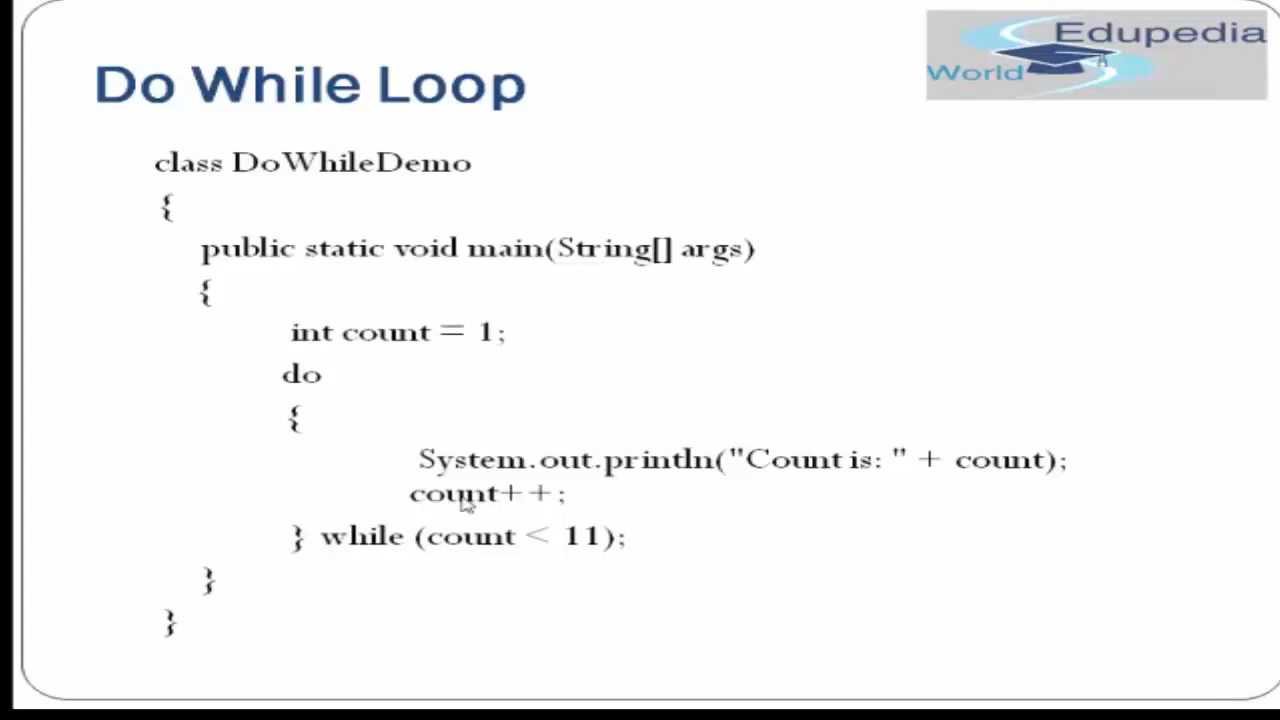 Edupedia
World
Do While Loop
class DoWhileDemo
{
public static void main(String[] args)
{
int count = 1;
do
{
System.out.println("Count is: " + count);
count++;
} while (count < 11);
}
}